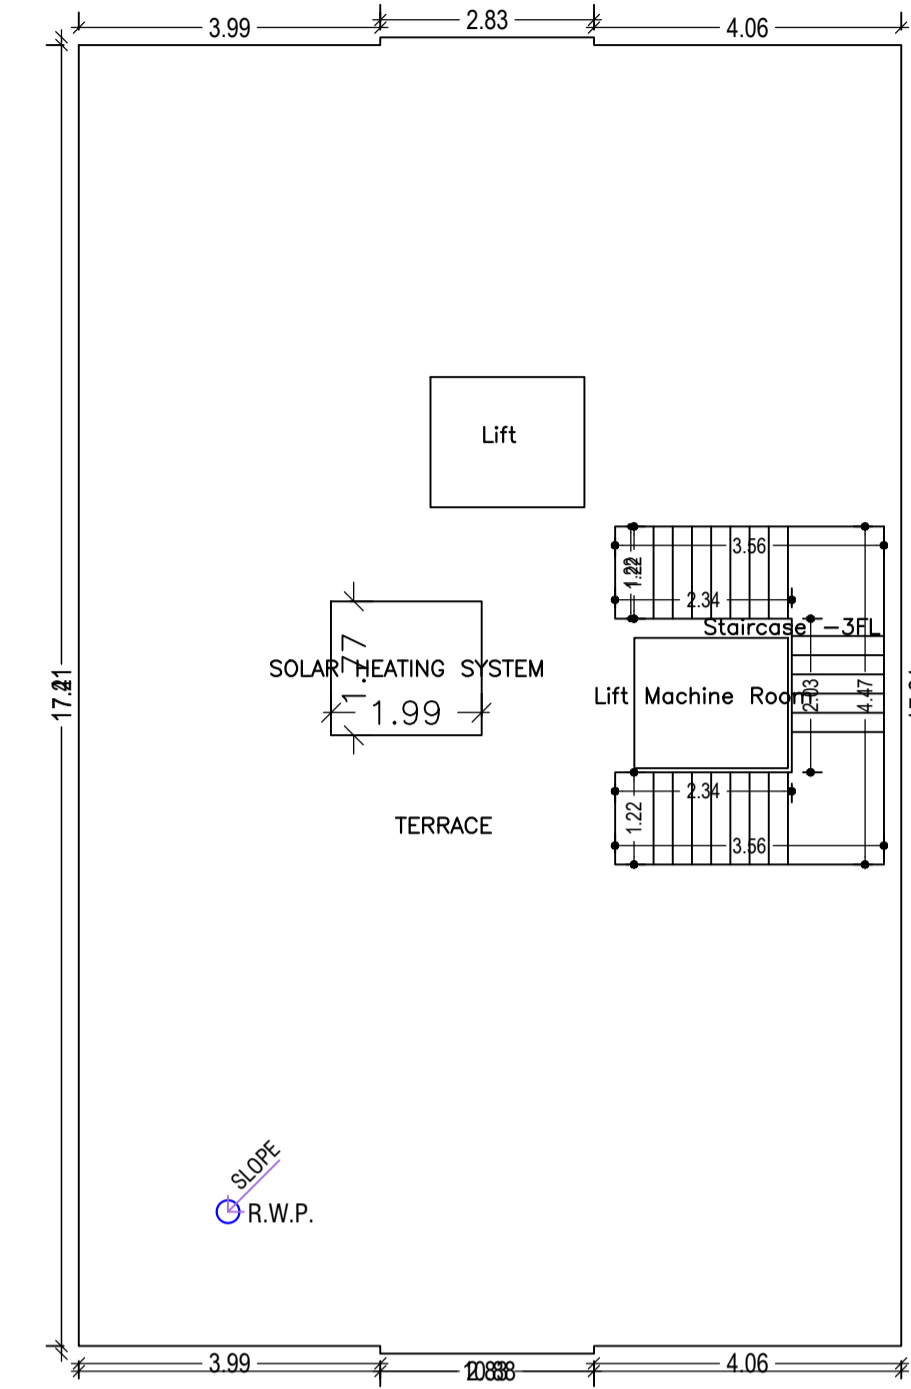 2.83
3.99
4.06
Lift
3.56
2.34
Staircase -3FL
1.77
SOLAR HEATING SYSTEM
Lift Machine Room
2.03
4.47
1.99
2.34
1.22
TERRACE
3.56
SLOPE
R.W.P.
3.99
4.06